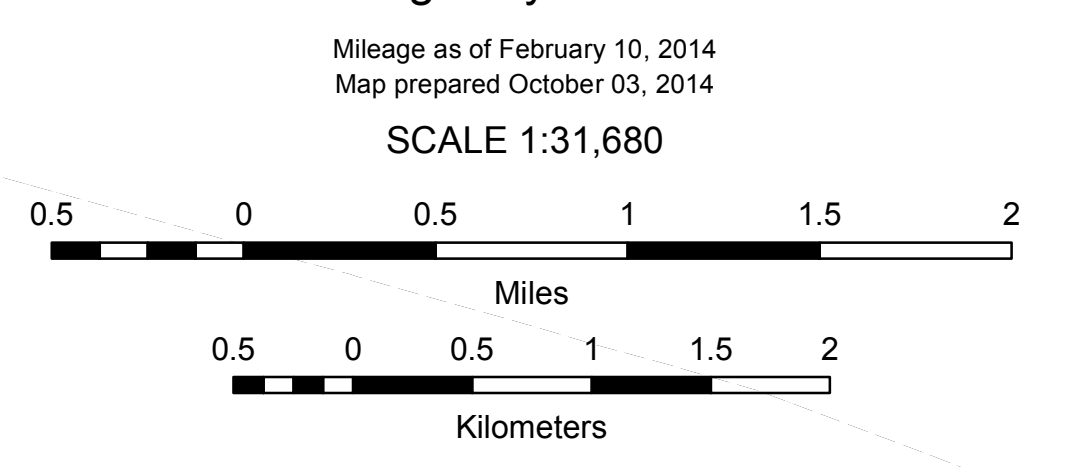 Mileage as of February 10, 2014
Map prepared October 03, 2014
SCALE 1:31,680
0.5 0 0.5 1 1.5 2
Miles
0.5 0 0.5 1 1.5 2
Kilometers